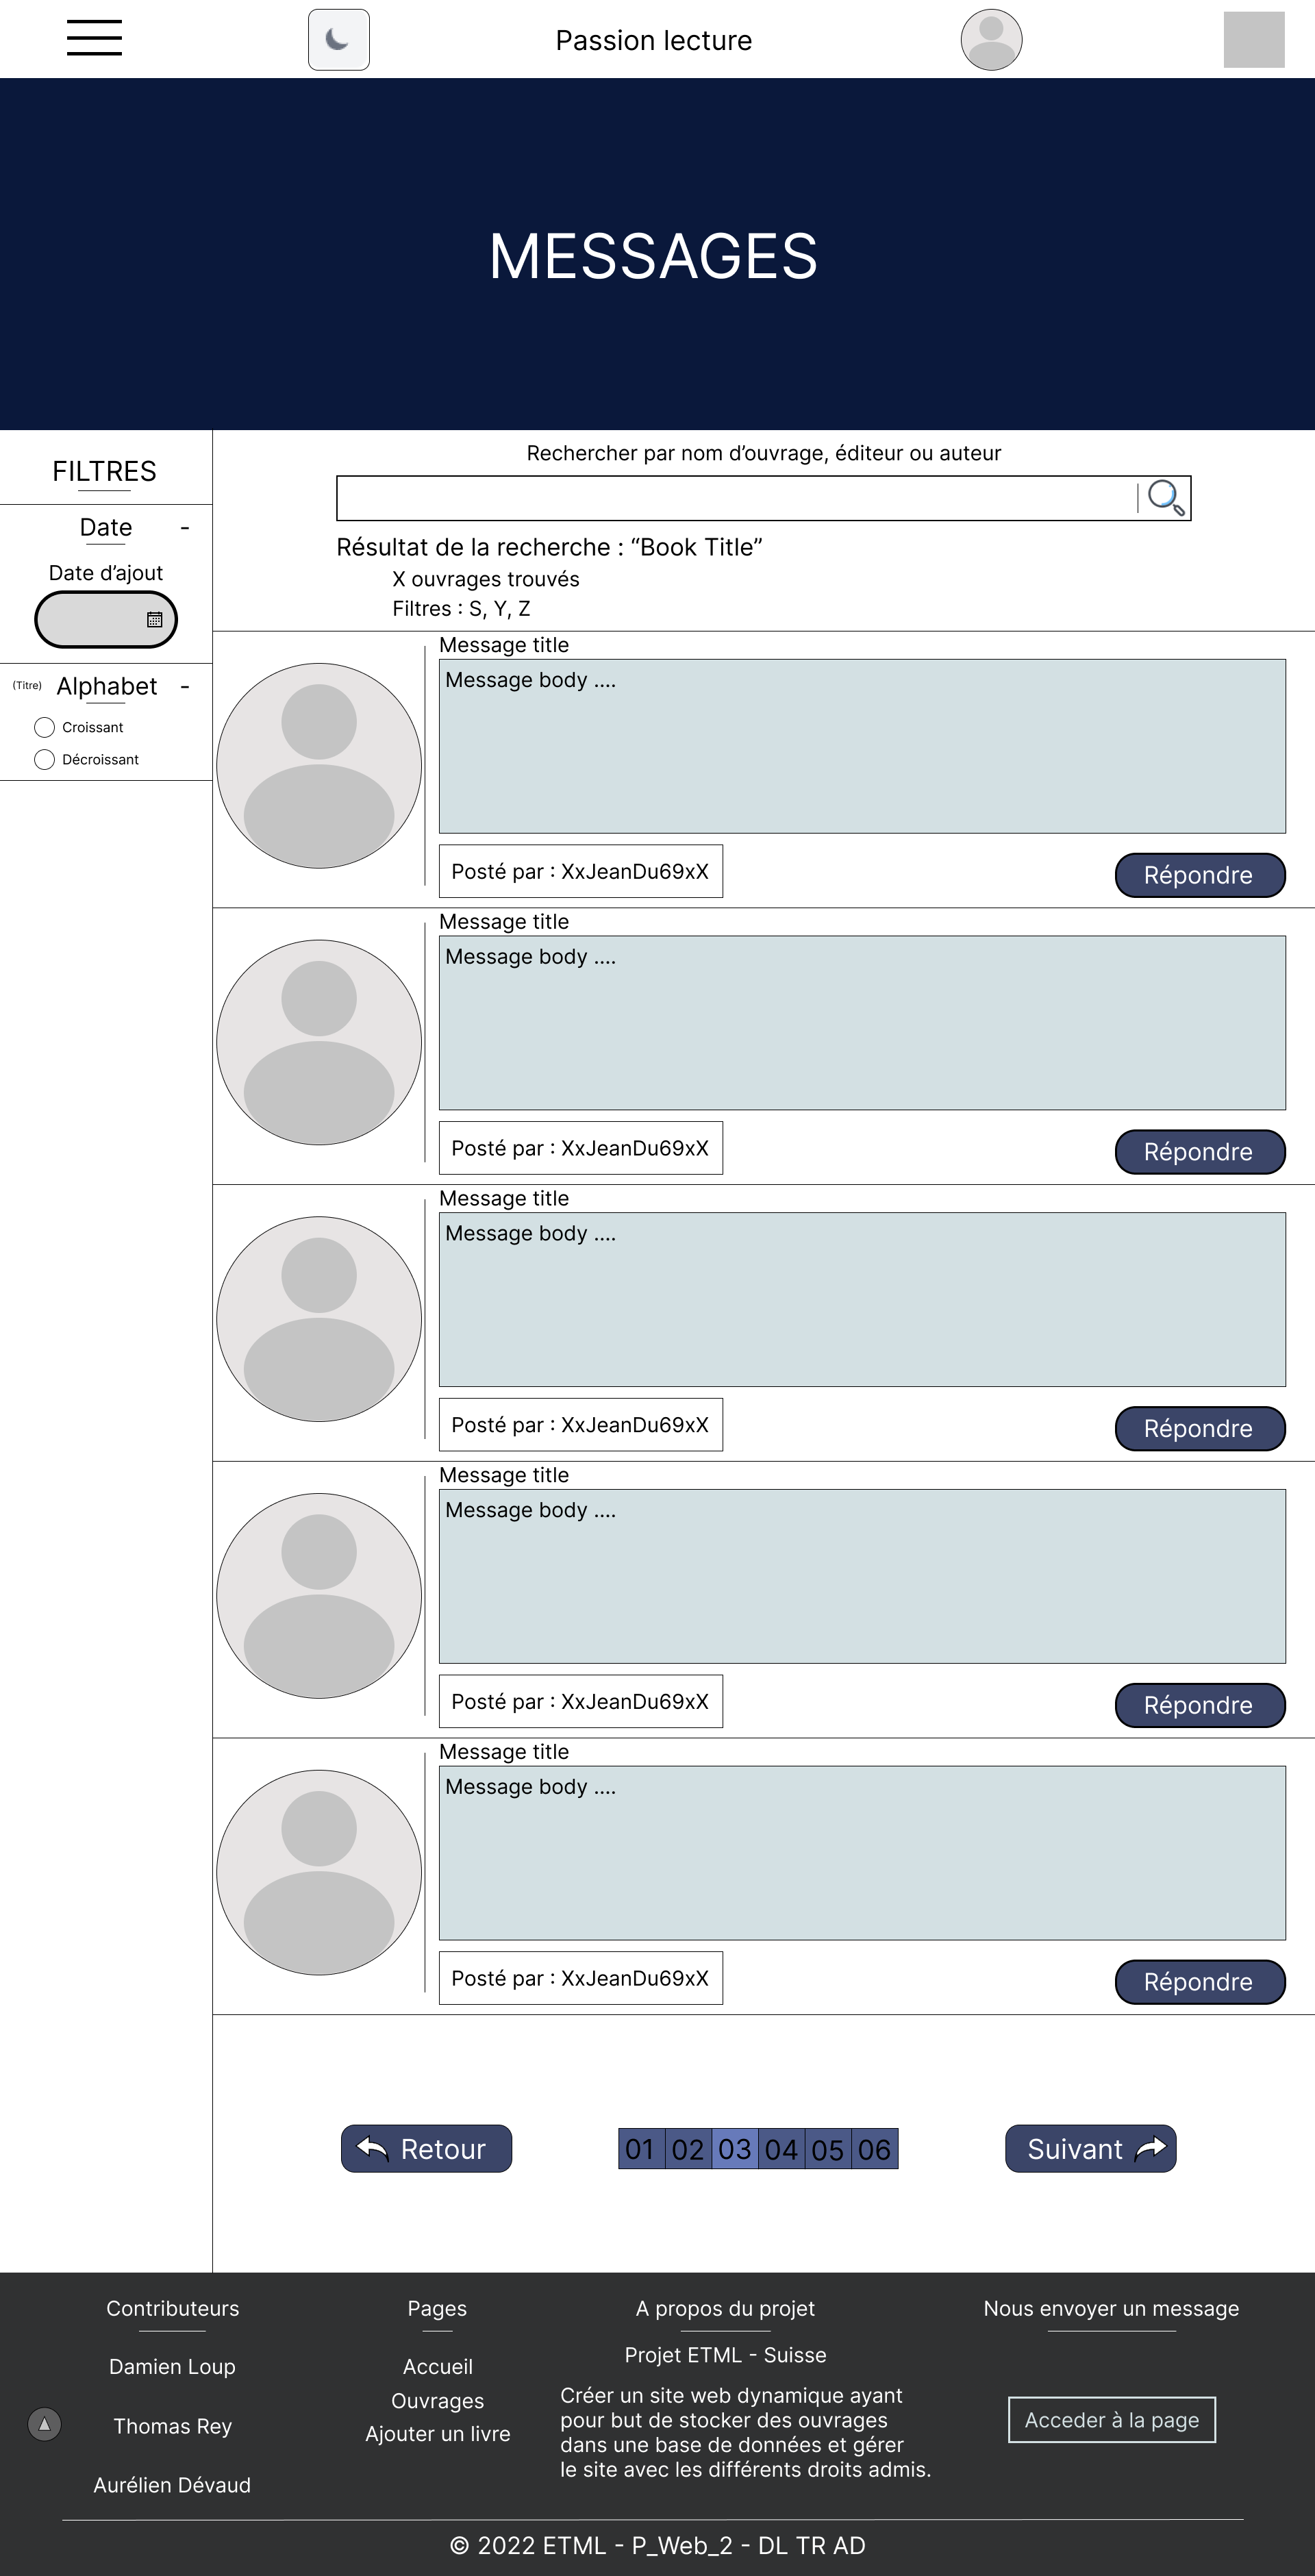 Passion lecture
MESSAGES
FILTRES
Date -
Date d’ajout
(Titre) Alphabet -
Croissant
Décroissant
Rechercher par nom d’ouvrage, éditeur ou auteur
Résultat de la recherche : “Book Title”
X ouvrages trouvés
Filtres : S, Y, Z
Message title
Message body ....
Posté par : XxJeanDu69xX
Répondre
Message title
Message body ....
Posté par : XxJeanDu69xX
Répondre
Message title
Message body ....
Posté par : XxJeanDu69xX
Répondre
Message title
Message body ....
Posté par : XxJeanDu69xX
Répondre
Message title
Message body ....
Posté par : XxJeanDu69xX
Répondre
Retour
01 02 03 04 05 06
Suivant
Contributeurs
Damien Loup
Thomas Rey
Aurélien Dévaud
Pages
Accueil
Ouvrages
Ajouter un livre
A propos du projet
Projet ETML - Suisse
Créer un site web dynamique ayant
pour but de stocker des ouvrages
dans une base de données et gérer
le site avec les différents droits admis.
Nous envoyer un message
Acceder à la page
© 2022 ETML - P_Web_2 - DL TR AD